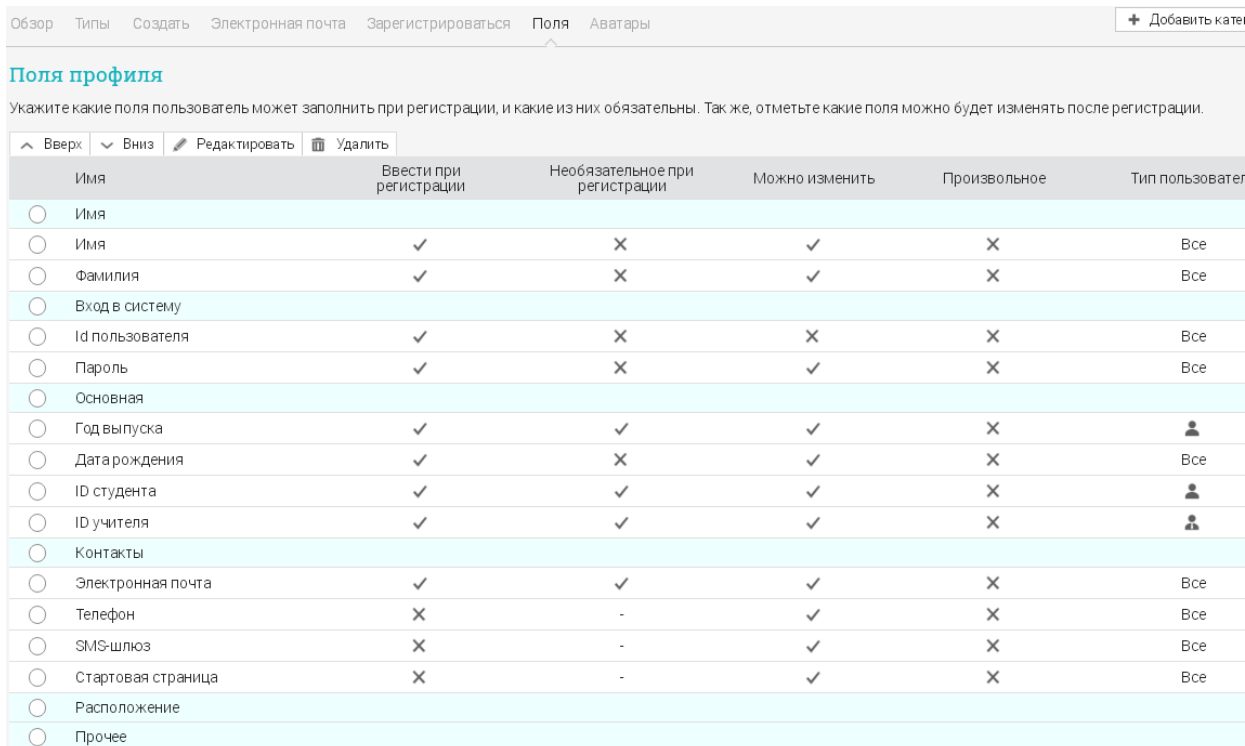 Обзор Типы Создать Электронная почта Зарегистрироваться Поля Аватары
Добавить кате
Поля профиля
Укажите какие поля пользователь может заполнить при регистрации, и какие из них обязательны. Так же, отметьте какие поля можно будет изменять после регистрации.
Вверх Вниз Редактировать Удалить
Имя Ввести при регистрации Необязательное при регистрации Можно изменить Произвольное Тип пользовател
Имя
Имя Все
Фамилия Все
Вход в систему
Id пользователя Все
Пароль Все
Основная
Год выпуска
Дата рождения Все
ID студента
ID учителя
Контакты
Электронная почта Все
Телефон - Все
SMS-шлюз - Все
Стартовая страница - Все
Расположение
Прочее